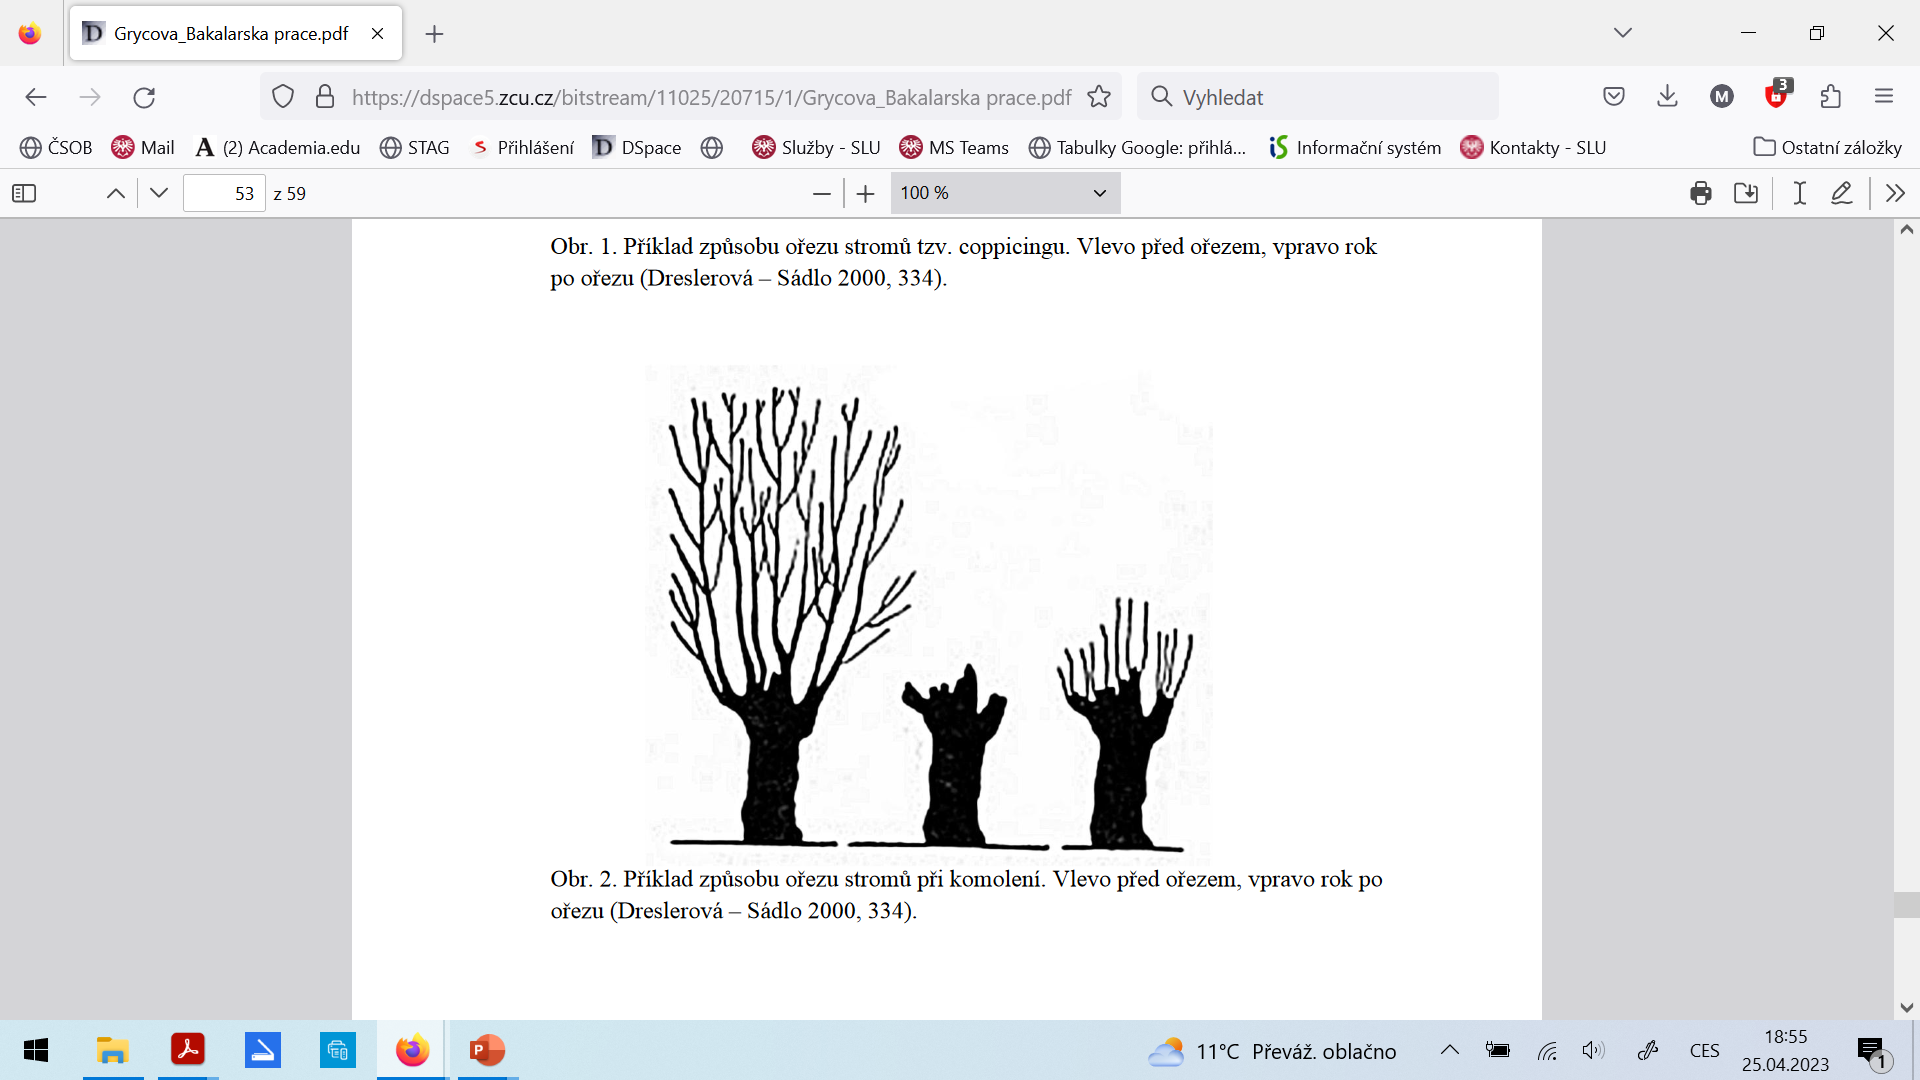 Grycova_Bakalarska prace.pdf
https://dspace5.zcu.cz/bitstream/11025/20715/1/Grycova_Bakalarska prace.pdf
Vyhledat
M
3
ČSOB
Mail
(2) Academia.edu
STAG
Přihlášení
DSpace
Služby - SLU
MS Teams
Tabulky Google: přihlá...
Informační systém
Kontakty - SLU
Ostatní záložky
53 z 59
100 %
Obr. 1. Příklad způsobu ořezu stromů tzv. coppicingu. Vlevo před ořezem, vpravo rok
po ořezu (Dreslerová – Sádlo 2000, 334).
Obr. 2. Příklad způsobu ořezu stromů při komolení. Vlevo před ořezem, vpravo rok po
ořezu (Dreslerová – Sádlo 2000, 334).
11°C Převáž. oblačno
CES
18:55
25.04.2023
1